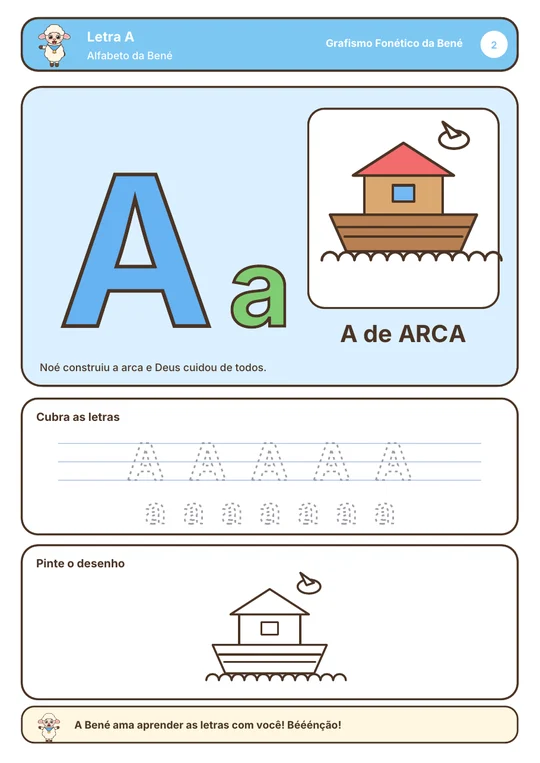 Letra A
Alfabeto da Bené
Grafismo Fonético da Bené
2
A a
A de ARCA
Noé construiu a arca e Deus cuidou de todos.
Cubra as letras
A A A A A
a a a a a a a
Pinte o desenho
A Bené ama aprender as letras com você! Bééénção!